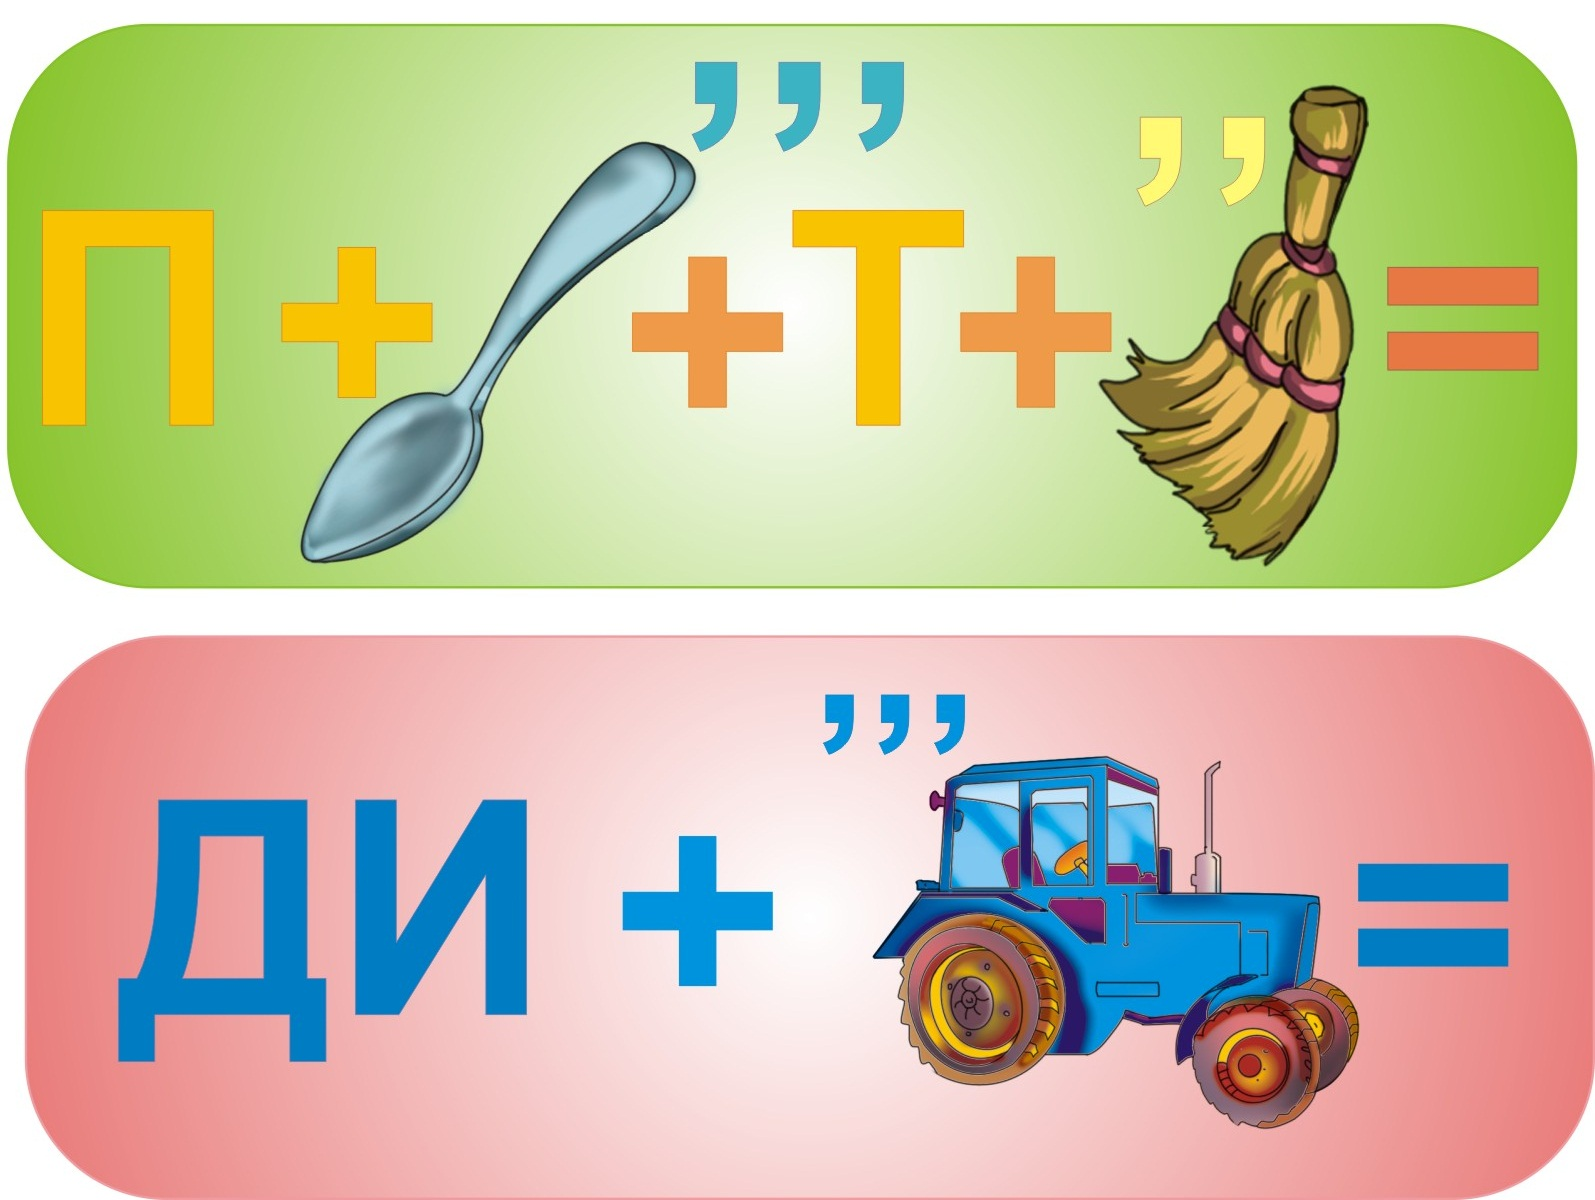 П + ,,, + Т + ,, =
,,,
ДИ + =